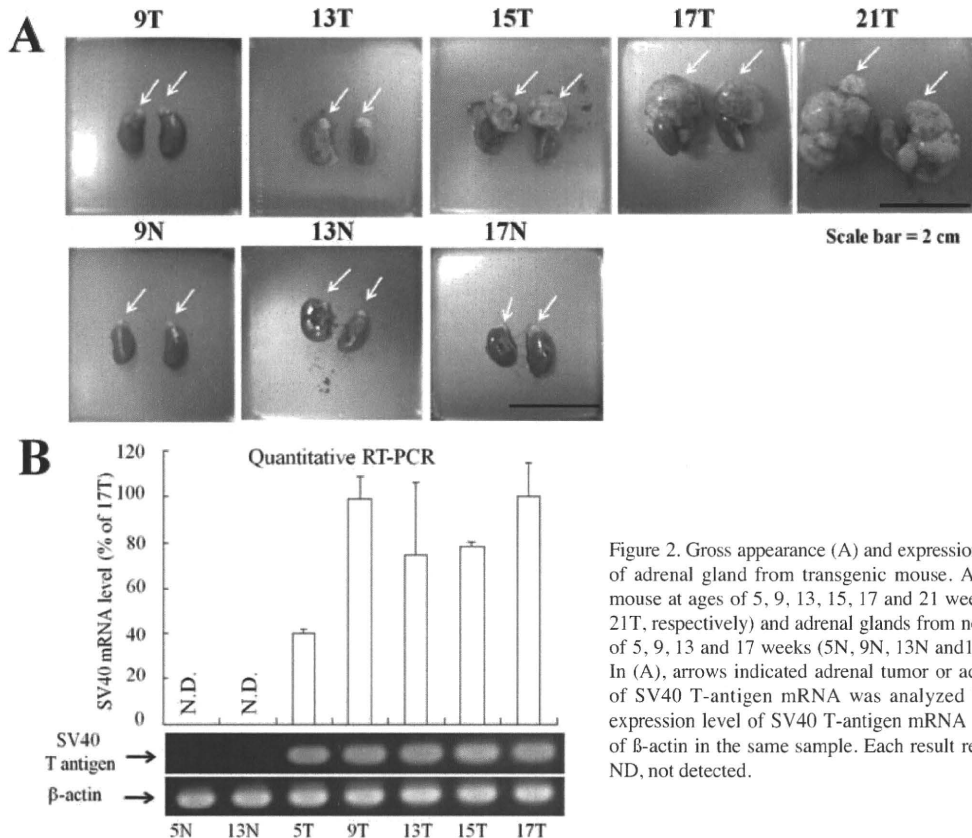 A
9T 13T 15T 17T 21T
9N 13N 17N
Scale bar = 2 cm
B
Quantitative RT-PCR
SV40 mRNA level (% of 17T)
120
100
80
60
40
20
0
N.D. N.D.
SV40
T antigen
β-actin
5N 13N 5T 9T 13T 15T 17T
Figure 2. Gross appearance (A) and expression
of adrenal gland from transgenic mouse. A
mouse at ages of 5, 9, 13, 15, 17 and 21 wee
21T, respectively) and adrenal glands from no
of 5, 9, 13 and 17 weeks (5N, 9N, 13N and1
In (A), arrows indicated adrenal tumor or ad
of SV40 T-antigen mRNA was analyzed
expression level of SV40 T-antigen mRNA
of ß-actin in the same sample. Each result re
ND, not detected.